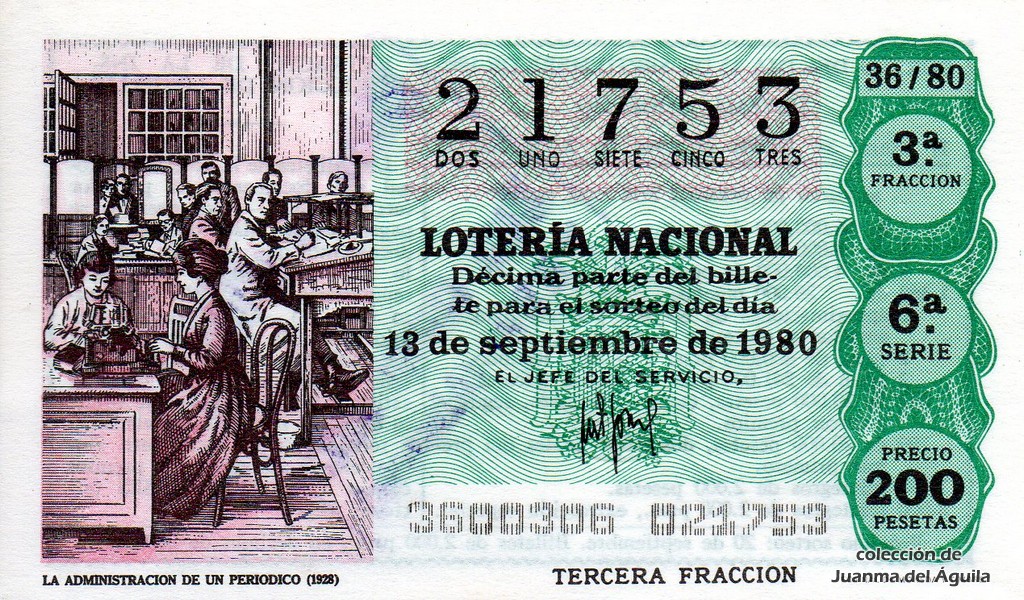 21753
DOS UNO SIETE CINCO TRES
LOTERÍA NACIONAL
Décima parte del bille-
te para el sorteo del día
13 de septiembre de 1980
EL JEFE DEL SERVICIO,
3600306 021753
TERCERA FRACCION
LA ADMINISTRACION DE UN PERIODICO (1928)
36/80
3ª.
FRACCION
6ª.
SERIE
PRECIO
200
PESETAS
colección de
Juanma del Águila